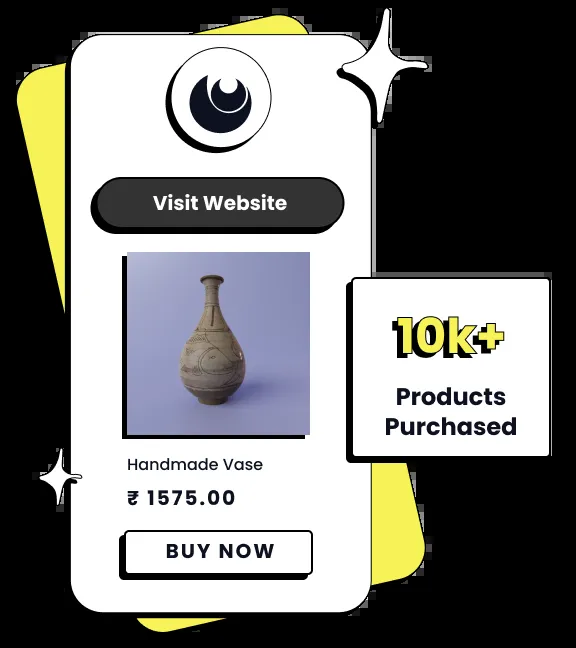 Visit Website
10k+
Products
Purchased
Handmade Vase
₹ 1575.00
BUY NOW